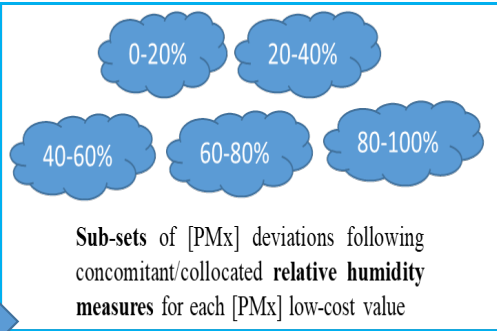 0-20%
20-40%
40-60%
60-80%
80-100%
Sub-sets of [PMx] deviations following
concomitant/collocated relative humidity
measures for each [PMx] low-cost value